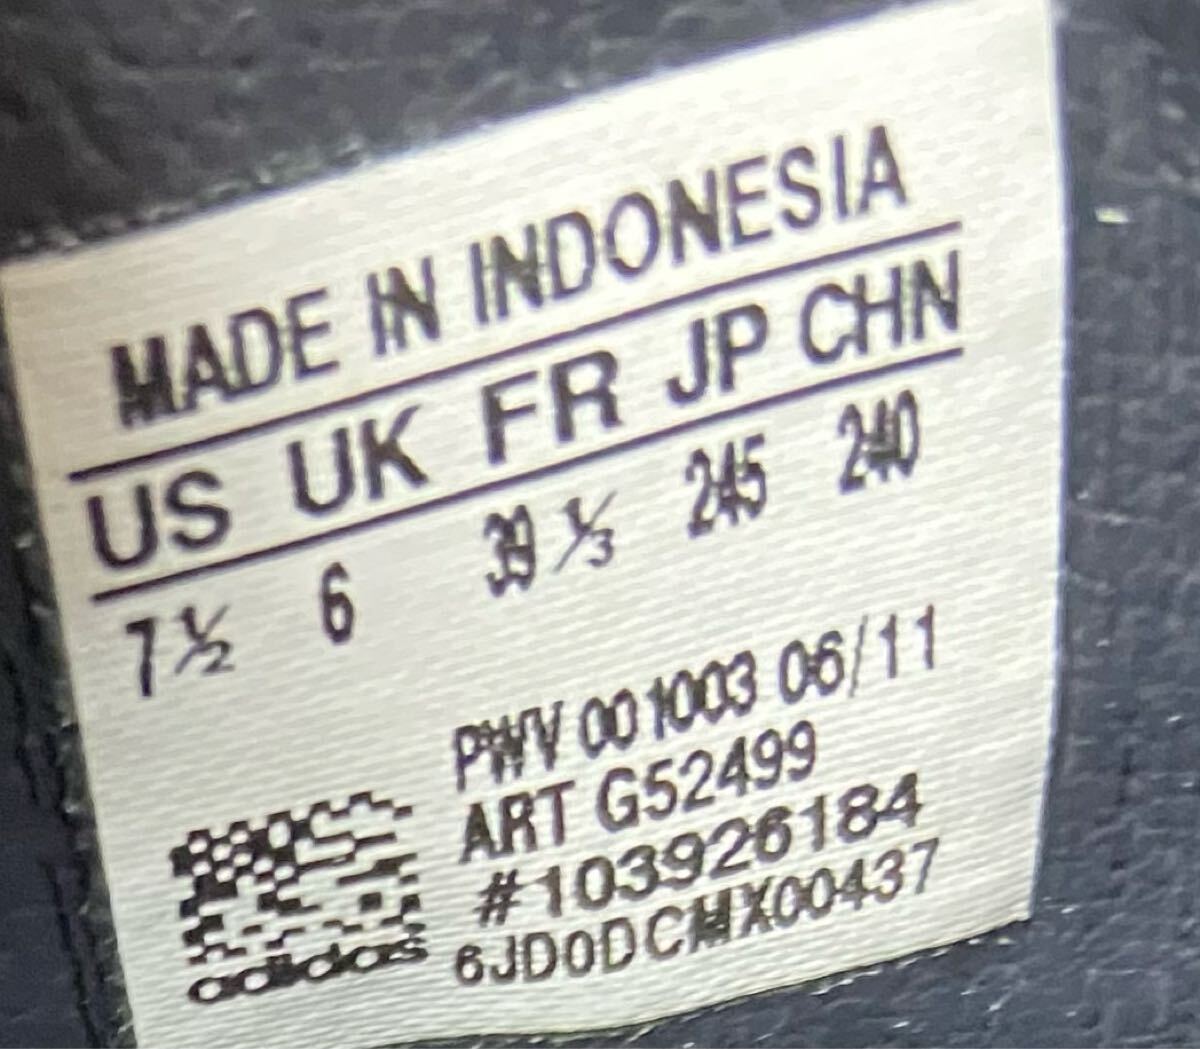 MADE IN INDONESIA
US UK FR JP CHN
7½ 6 39⅓ 245 240
PWV 001003 06/11
ART G52499
#103926184
adidas 6JD0DCMX00437